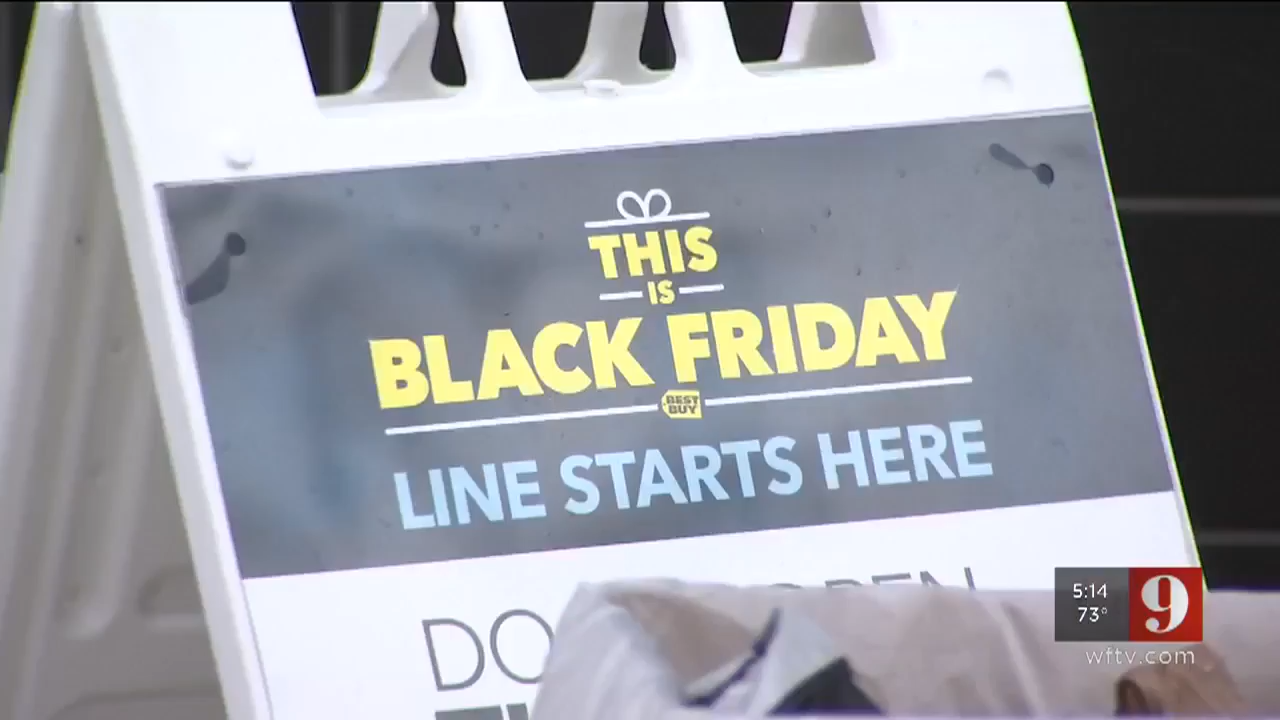 THIS
IS
BLACK FRIDAY
BEST
BUY
LINE STARTS HERE
5:14
73°
9
wftv.com